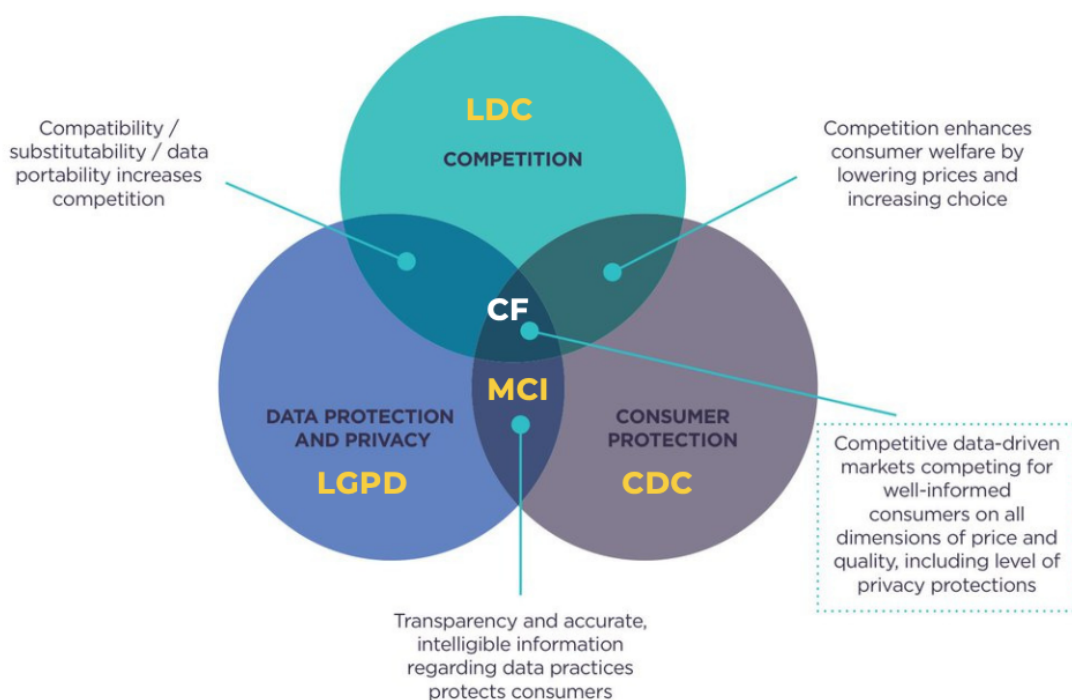 LDC
COMPETITION
Compatibility /
substitutability / data
portability increases
competition
Competition enhances
consumer welfare by
lowering prices and
increasing choice
CF
MCI
DATA PROTECTION
AND PRIVACY
LGPD
CONSUMER
PROTECTION
CDC
Competitive data-driven
markets competing for
well-informed
consumers on all
dimensions of price and
quality, including level of
privacy protections
Transparency and accurate,
intelligible information
regarding data practices
protects consumers